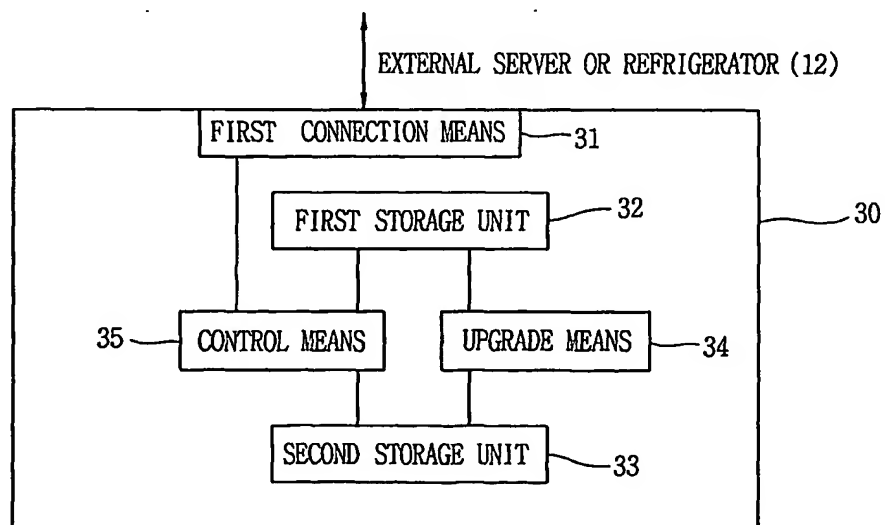 EXTERNAL SERVER OR REFRIGERATOR (12)
FIRST CONNECTION MEANS
31
FIRST STORAGE UNIT
32
30
35
CONTROL MEANS
UPGRADE MEANS
34
SECOND STORAGE UNIT
33